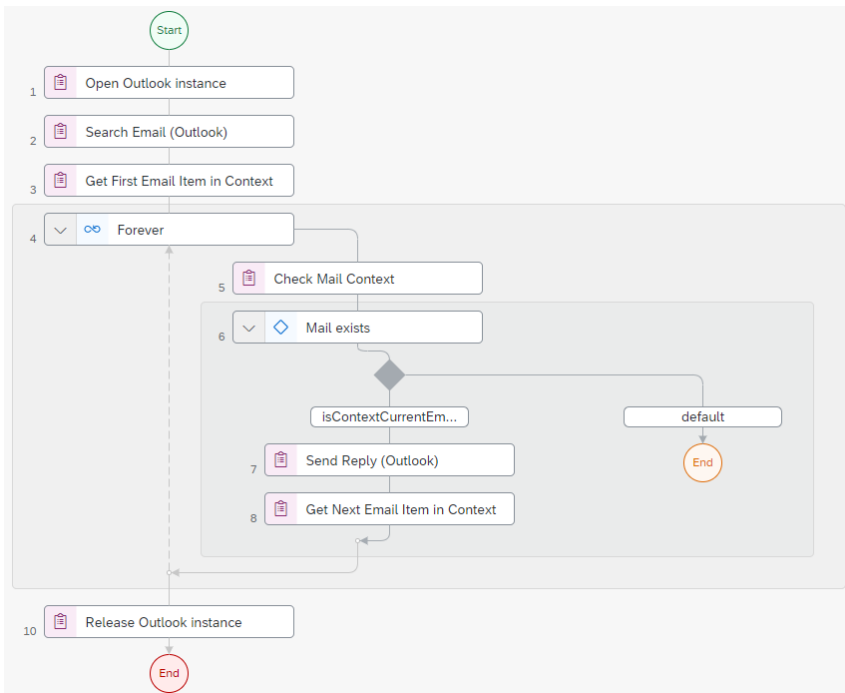 Start
1 Open Outlook instance
2 Search Email (Outlook)
3 Get First Email Item in Context
4 Forever
5 Check Mail Context
6 Mail exists
isContextCurrentEm...
default
7 Send Reply (Outlook)
End
8 Get Next Email Item in Context
10 Release Outlook instance
End